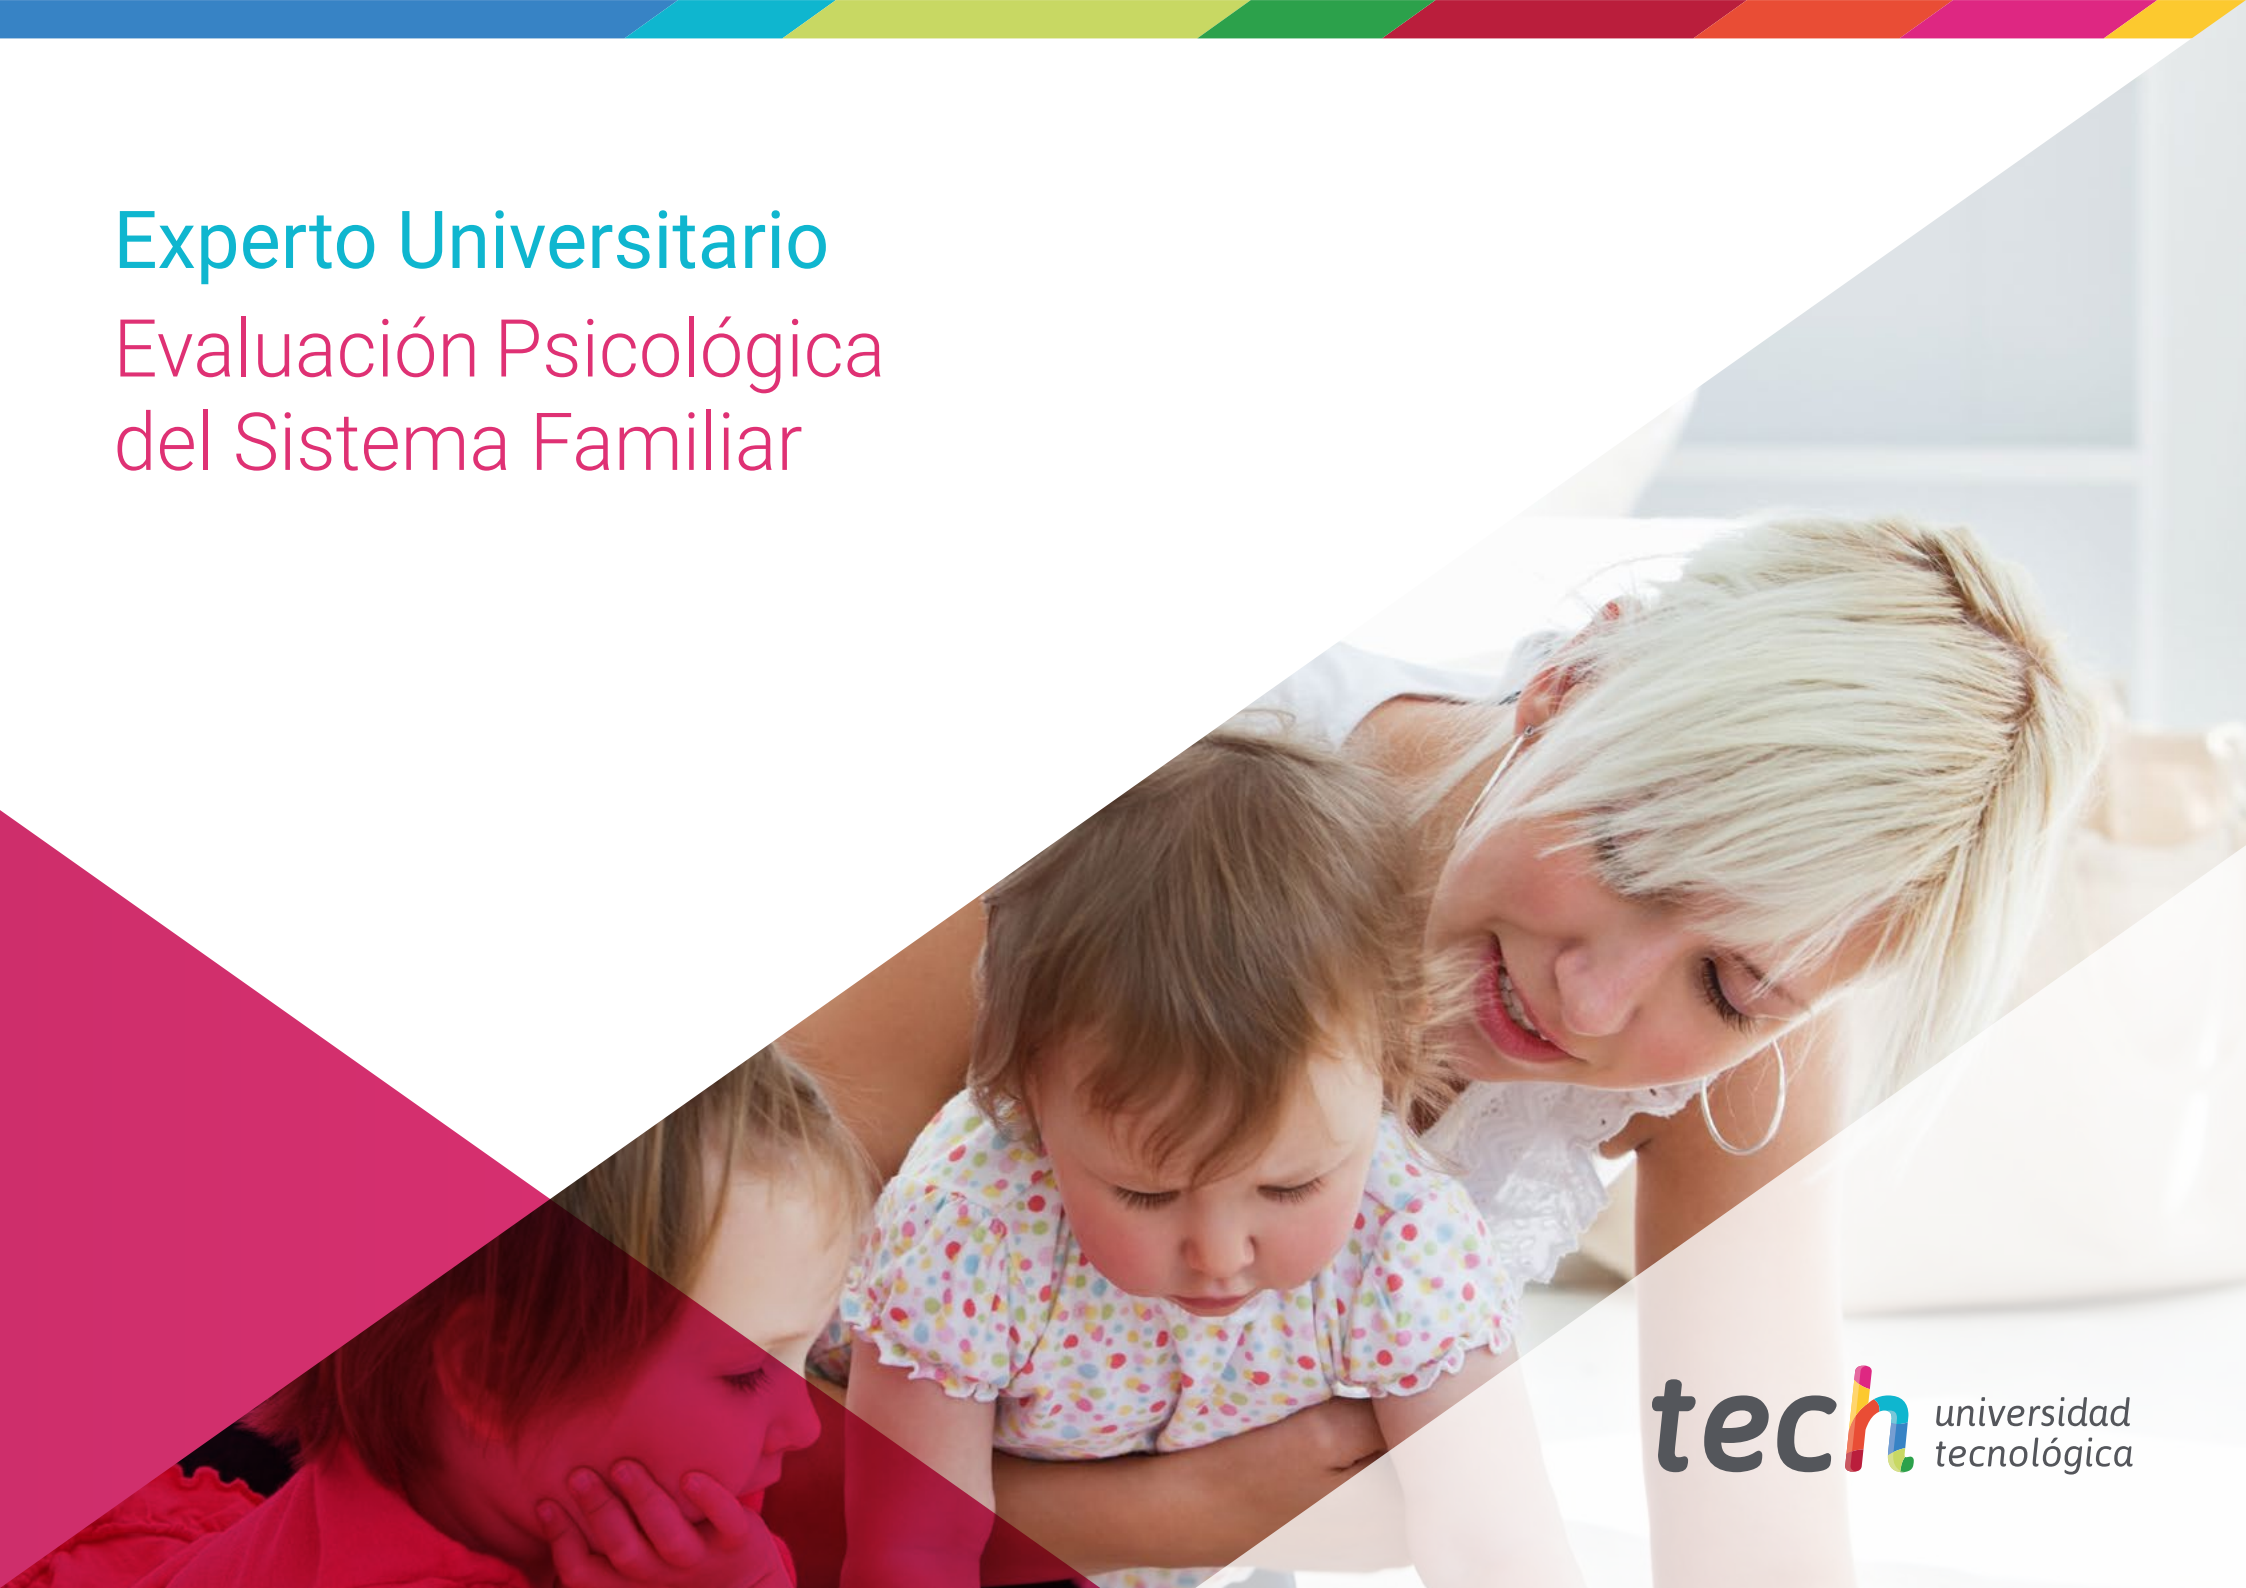 Experto Universitario
Evaluación Psicológica
del Sistema Familiar
tech universidad
tecnológica